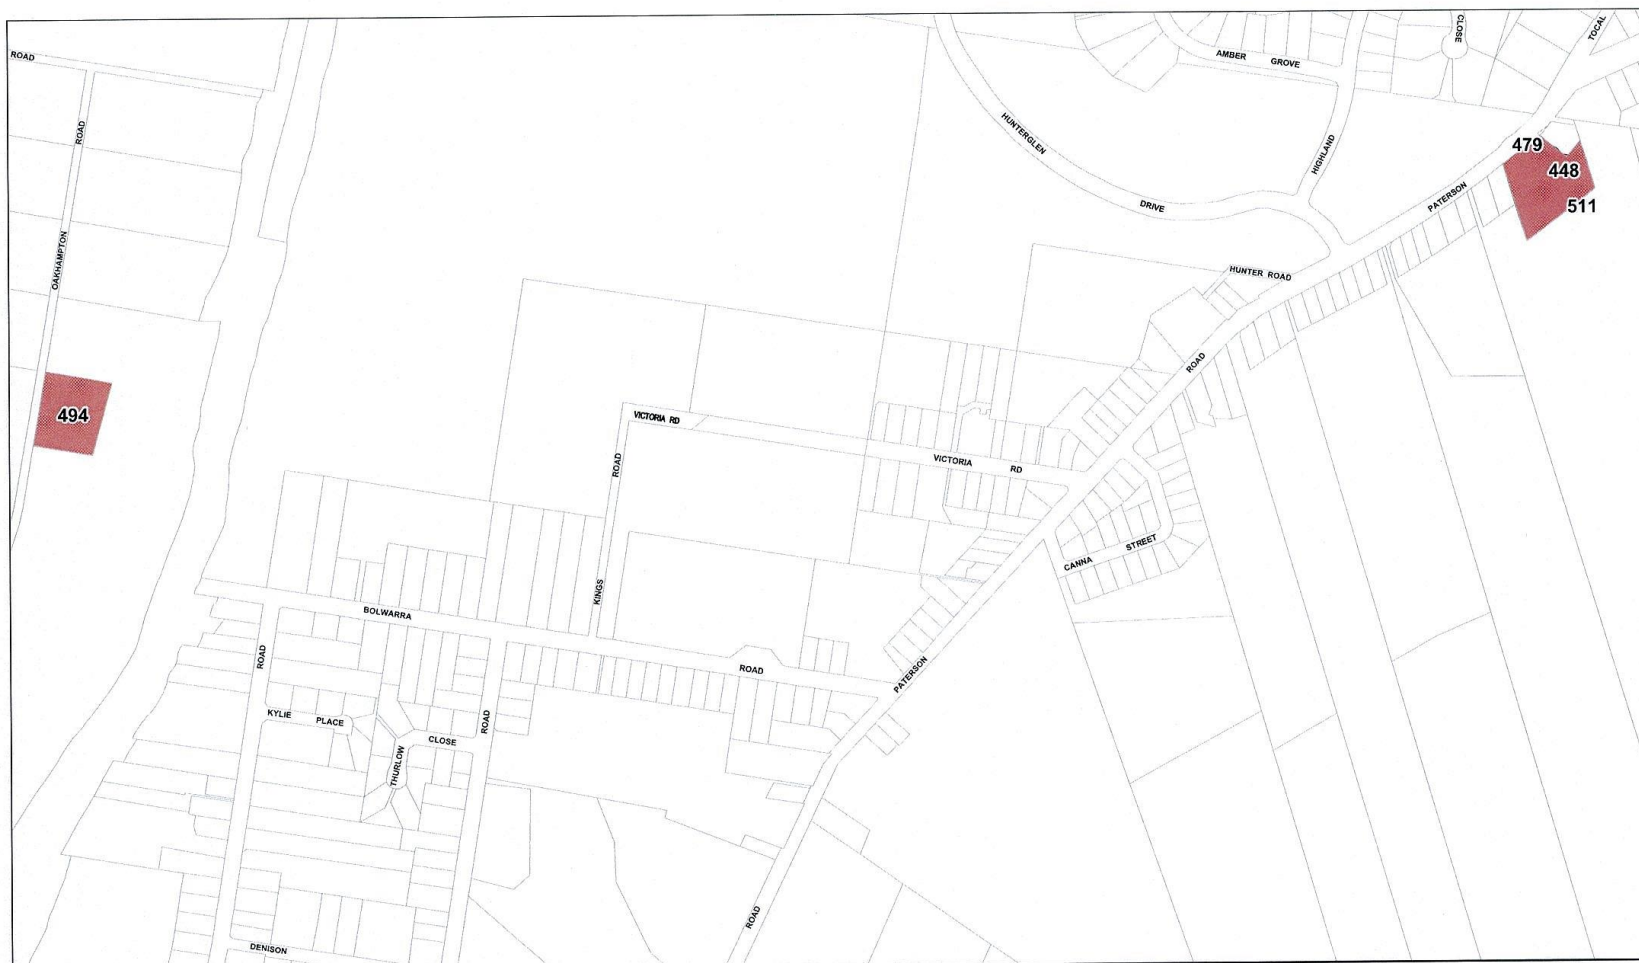 CLOSE
TOCAL
ROAD
AMBER GROVE
ROAD
HUNTERGLEN
HIGHLAND
479
448
511
PATERSON
DRIVE
OAKHAMPTON
HUNTER ROAD
ROAD
494
VICTORIA RD
VICTORIA RD
ROAD
CANNA STREET
KINGS
BOLWARRA
ROAD
ROAD
PATERSON
KYLIE PLACE
ROAD
CLOSE
THURLOW
ROAD
DENISON